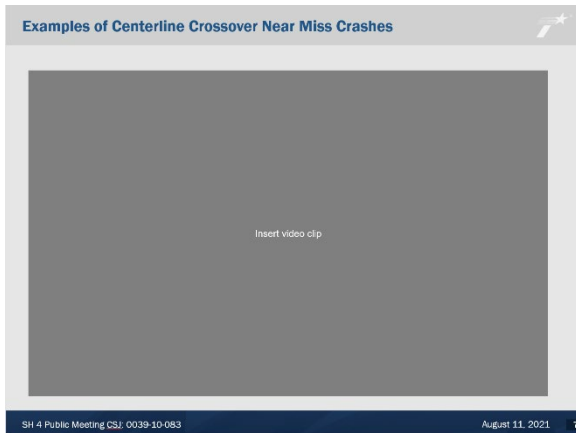 Examples of Centerline Crossover Near Miss Crashes
Insert video clip
SH 4 Public Meeting CSJ: 0039-10-083
August 11, 2021